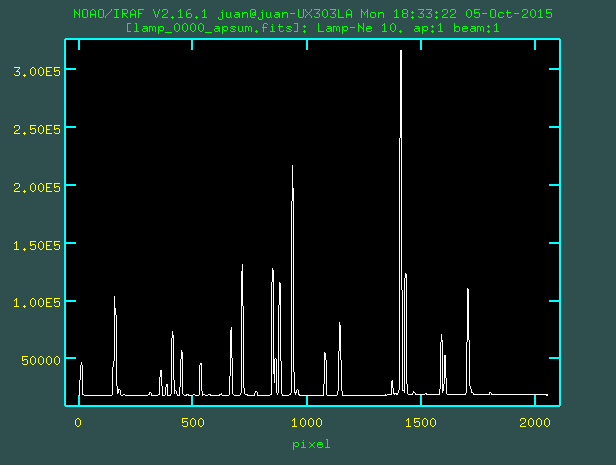 NOAO/IRAF V2.16.1 juan@juan-UX303LA Mon 18:33:22 05-Oct-2015
[lamp_0000_apsum.fits]: Lamp-Ne 10. ap:1 beam:1
3.00E5
2.50E5
2.00E5
1.50E5
1.00E5
50000
0 500 1000 1500 2000
pixel